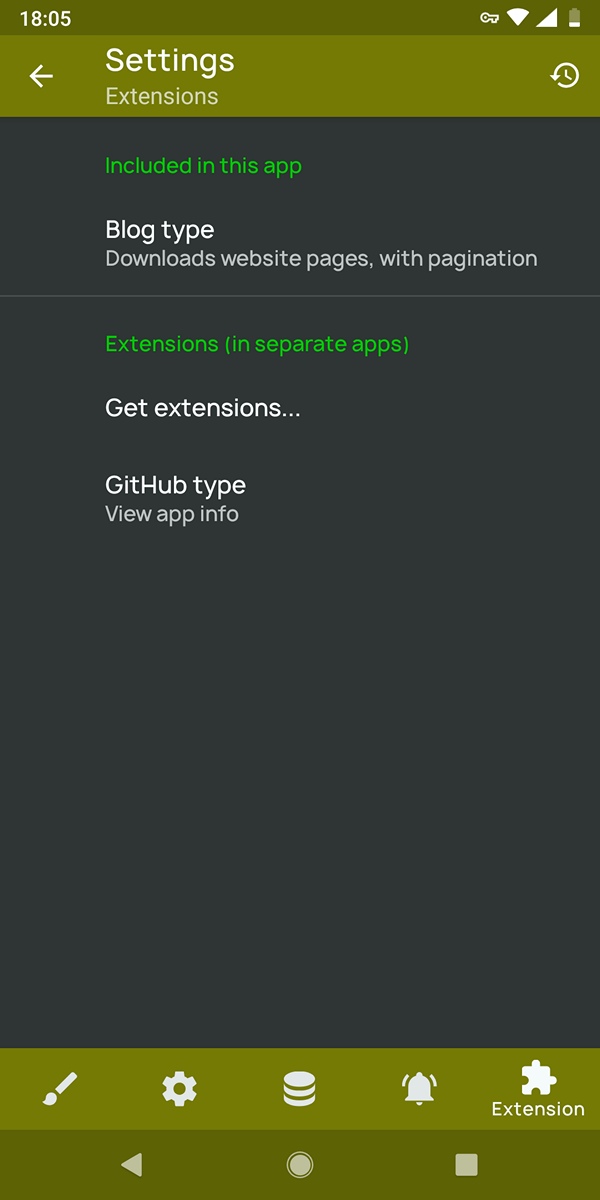 18:05
Settings
Extensions
Included in this app
Blog type
Downloads website pages, with pagination
Extensions (in separate apps)
Get extensions...
GitHub type
View app info
Extension